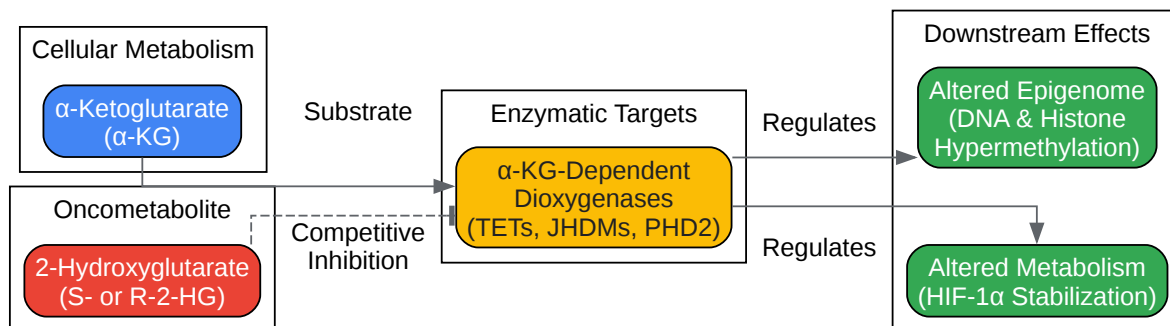 Cellular Metabolism
α-Ketoglutarate
(α-KG)
Oncometabolite
2-Hydroxyglutarate
(S- or R-2-HG)
Substrate
Competitive
Inhibition
Enzymatic Targets
α-KG-Dependent
Dioxygenases
(TETs, JHDMs, PHD2)
Regulates
Regulates
Downstream Effects
Altered Epigenome
(DNA & Histone
Hypermethylation)
Altered Metabolism
(HIF-1α Stabilization)